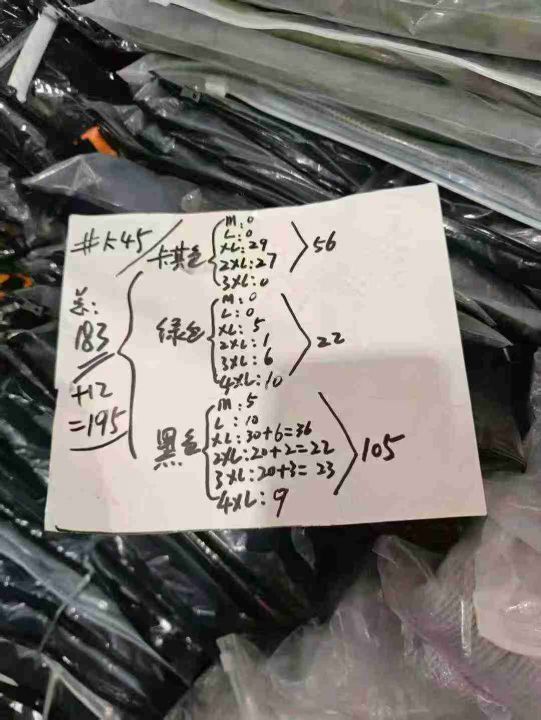 #K45
卡其色
M:0
L:0
XL:29
2XL:27
3XL:0
56
绿色
M:0
L:0
XL:5
2XL:1
3XL:6
4XL:10
22
黑色
M:5
L:10
XL:30+6=36
2XL:20+2=22
3XL:20+3=23
4XL:9
105
183
+12
=195